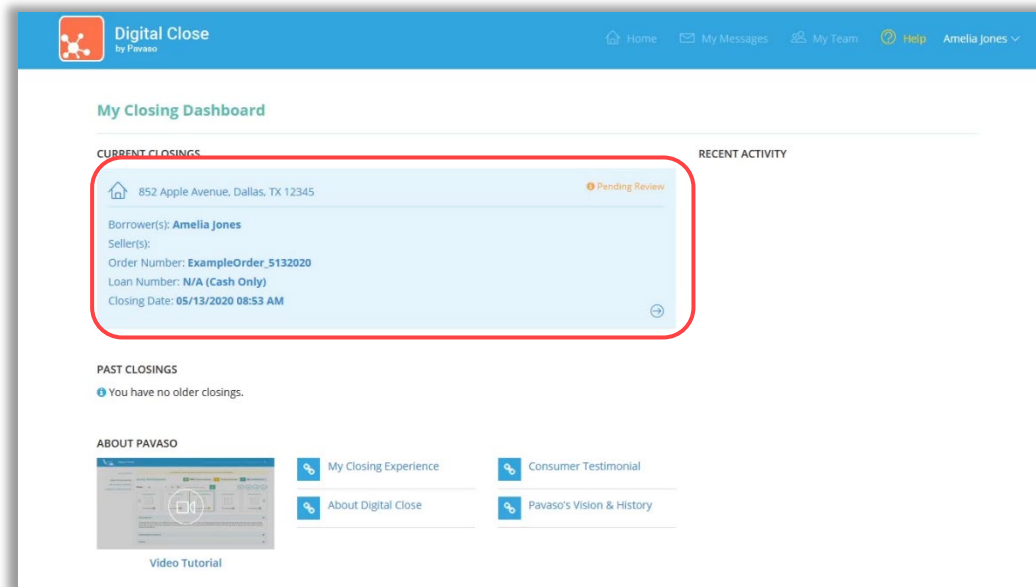 Digital Close
by Pavaso
Home My Messages My Team Help Amelia Jones
My Closing Dashboard
CURRENT CLOSINGS
RECENT ACTIVITY
852 Apple Avenue, Dallas, TX 12345
Pending Review
Borrower(s): Amelia Jones
Seller(s):
Order Number: ExampleOrder_5132020
Loan Number: N/A (Cash Only)
Closing Date: 05/13/2020 08:53 AM
PAST CLOSINGS
You have no older closings.
ABOUT PAVASO
My Closing Experience
Consumer Testimonial
About Digital Close
Pavaso's Vision & History
Video Tutorial